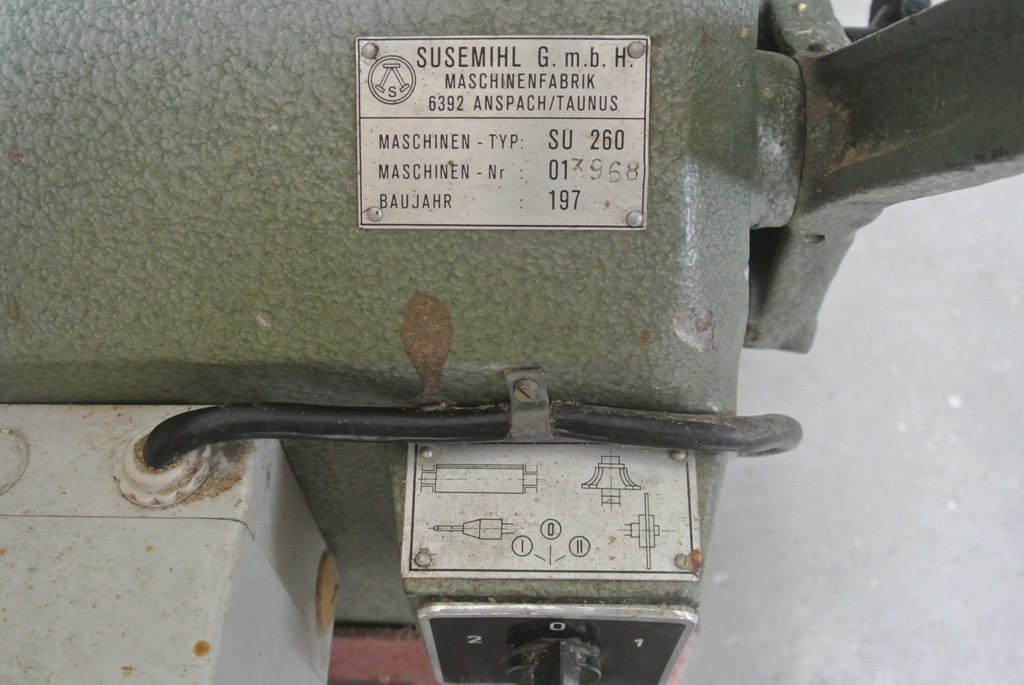 SUSEMIHL G.m.b.H.
MASCHINENFABRIK
6392 ANSPACH/TAUNUS
S
MASCHINEN-TYP: SU 260
MASCHINEN-Nr : 013968
BAUJAHR : 197
0
I II
0
2 1